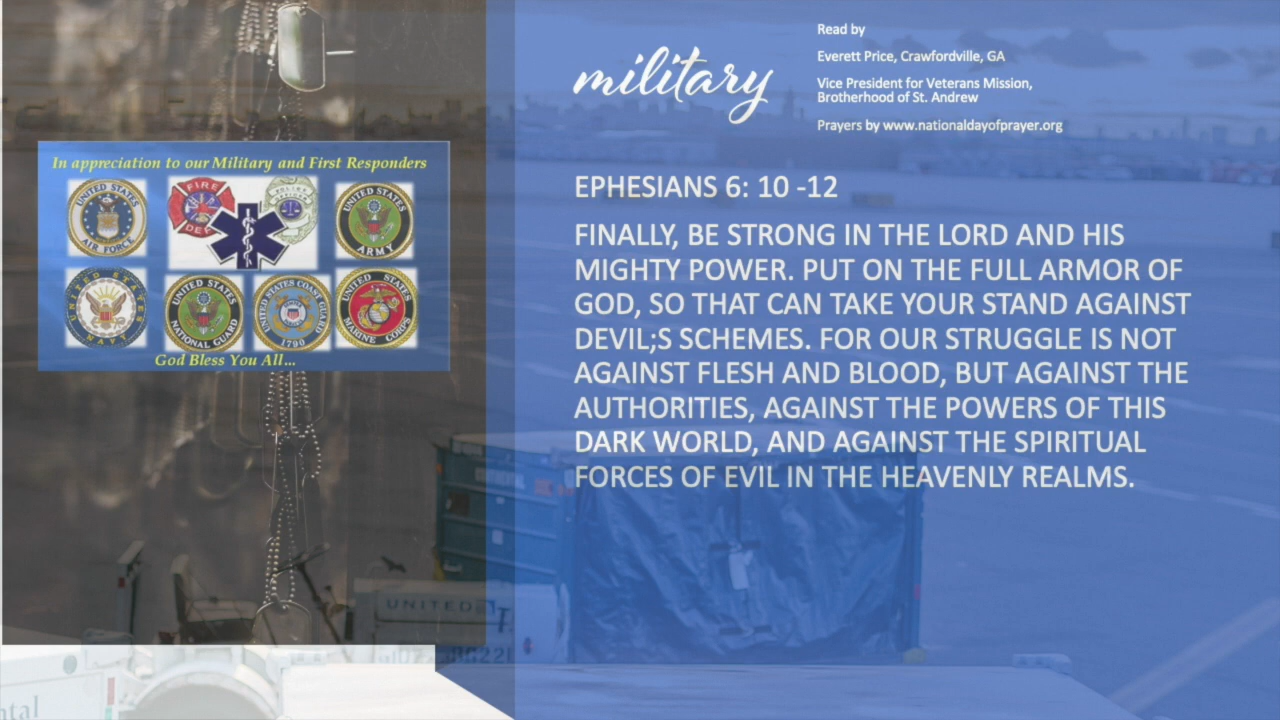 In appreciation to our Military and First Responders
UNITED STATES
AIR FORCE
FIRE
DEPT
UNITED STATES
ARMY
UNITED STATES
NAVY
UNITED STATES
NATIONAL GUARD
UNITED STATES COAST GUARD
1790
UNITED STATES
MARINE CORPS
God Bless You All...
military
Read by
Everett Price, Crawfordville, GA
Vice President for Veterans Mission,
Brotherhood of St. Andrew
Prayers by www.nationaldayofprayer.org
EPHESIANS 6: 10 -12
FINALLY, BE STRONG IN THE LORD AND HIS
MIGHTY POWER. PUT ON THE FULL ARMOR OF
GOD, SO THAT CAN TAKE YOUR STAND AGAINST
DEVIL;S SCHEMES. FOR OUR STRUGGLE IS NOT
AGAINST FLESH AND BLOOD, BUT AGAINST THE
AUTHORITIES, AGAINST THE POWERS OF THIS
DARK WORLD, AND AGAINST THE SPIRITUAL
FORCES OF EVIL IN THE HEAVENLY REALMS.
UNITED